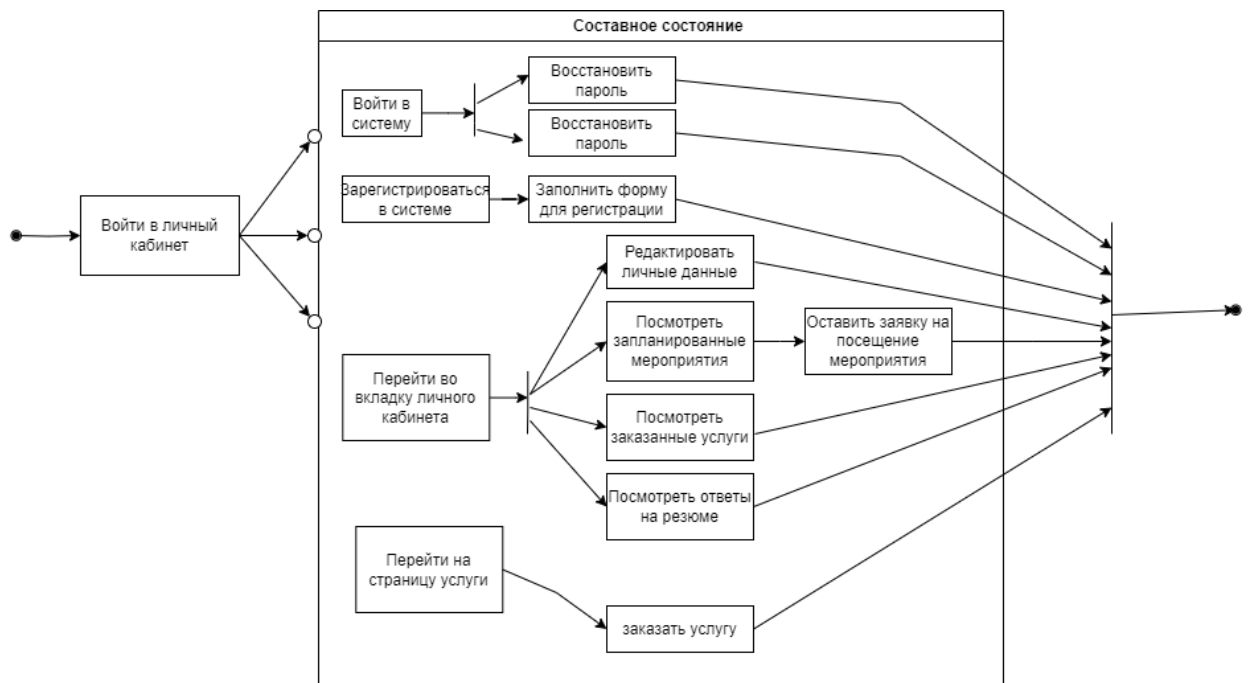 Составное состояние
Восстановить
пароль
Войти в
систему
Восстановить
пароль
Зарегистрироваться
в системе
Заполнить форму
для регистрации
Войти в личный
кабинет
Редактировать
личные данные
Посмотреть
запланированные
мероприятия
Оставить заявку на
посещение
мероприятия
Перейти во
вкладку личного
кабинета
Посмотреть
заказанные услуги
Посмотреть ответы
на резюме
Перейти на
страницу услуги
заказать услугу